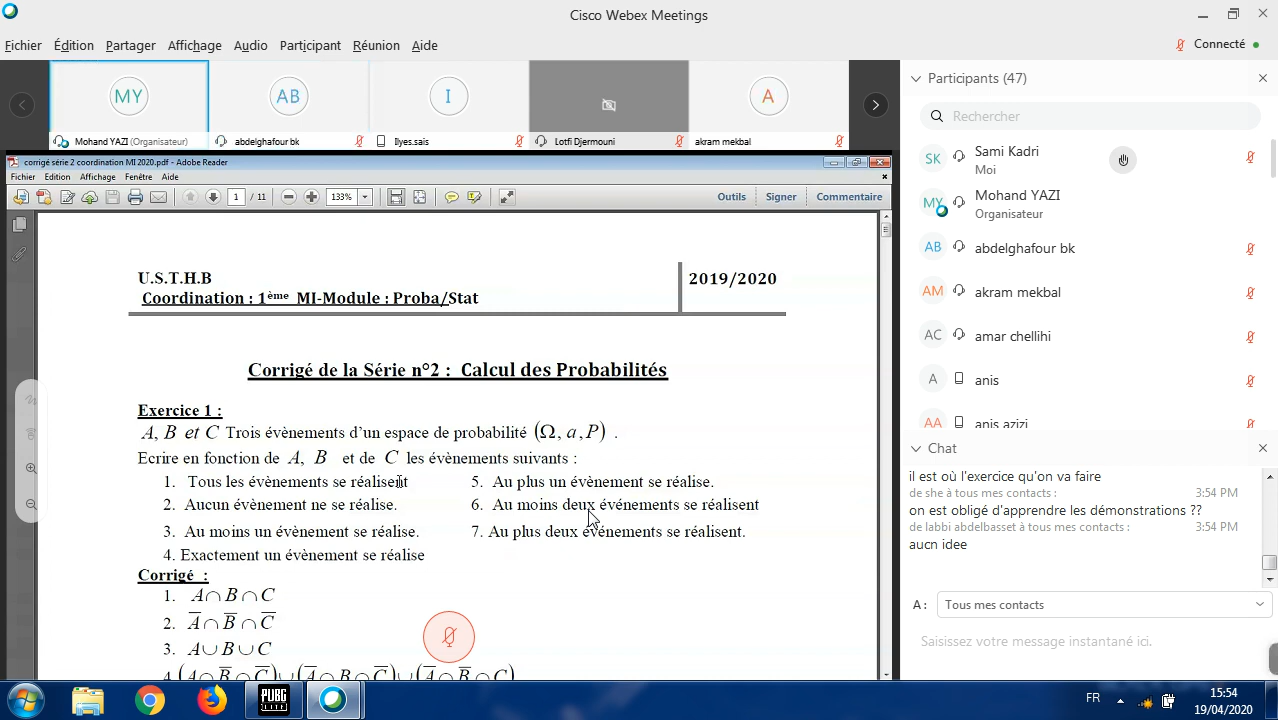 Cisco Webex Meetings
Fichier Édition Partager Affichage Audio Participant Réunion Aide
Connecté
MY
AB
I
A
Mohand YAZI (Organisateur)
abdelghafour bk
Ilyes.sais
Lotfi Djermouni
akram mekbal
corrigé série 2 coordination MI 2020.pdf - Adobe Reader
Fichier Edition Affichage Fenêtre Aide
1 / 11
133%
Outils Signer Commentaire
U.S.T.H.B
2019/2020
Coordination : 1ème MI-Module : Proba/Stat
Corrigé de la Série n°2 : Calcul des Probabilités
Exercice 1 :
A, B et C Trois évènements d'un espace de probabilité (Ω, a, P) .
Ecrire en fonction de A, B et de C les évènements suivants :
1. Tous les évènements se réalisent
2. Aucun évènement ne se réalise.
3. Au moins un évènement se réalise.
4. Exactement un évènement se réalise
5. Au plus un évènement se réalise.
6. Au moins deux événements se réalisent
7. Au plus deux événements se réalisent.
Corrigé :
1. A∩B∩C
2. A̅∩B̅∩C̅
3. A∪B∪C
4. (A∩B̅∩C̅)∪(A̅∩B∩C̅)∪(A̅∩B̅∩C)
Participants (47)
Rechercher
SK
Sami Kadri
Moi
MY
Mohand YAZI
Organisateur
AB
abdelghafour bk
AM
akram mekbal
AC
amar chellihi
A
anis
AA
anis azizi
Chat
il est où l'exercice qu'on va faire
de she à tous mes contacts : 3:54 PM
on est obligé d'apprendre les démonstrations ??
de labbi abdelbasset à tous mes contacts : 3:54 PM
aucn idee
A : Tous mes contacts
Saisissez votre message instantané ici.
PUBG
LITE
FR
15:54
19/04/2020